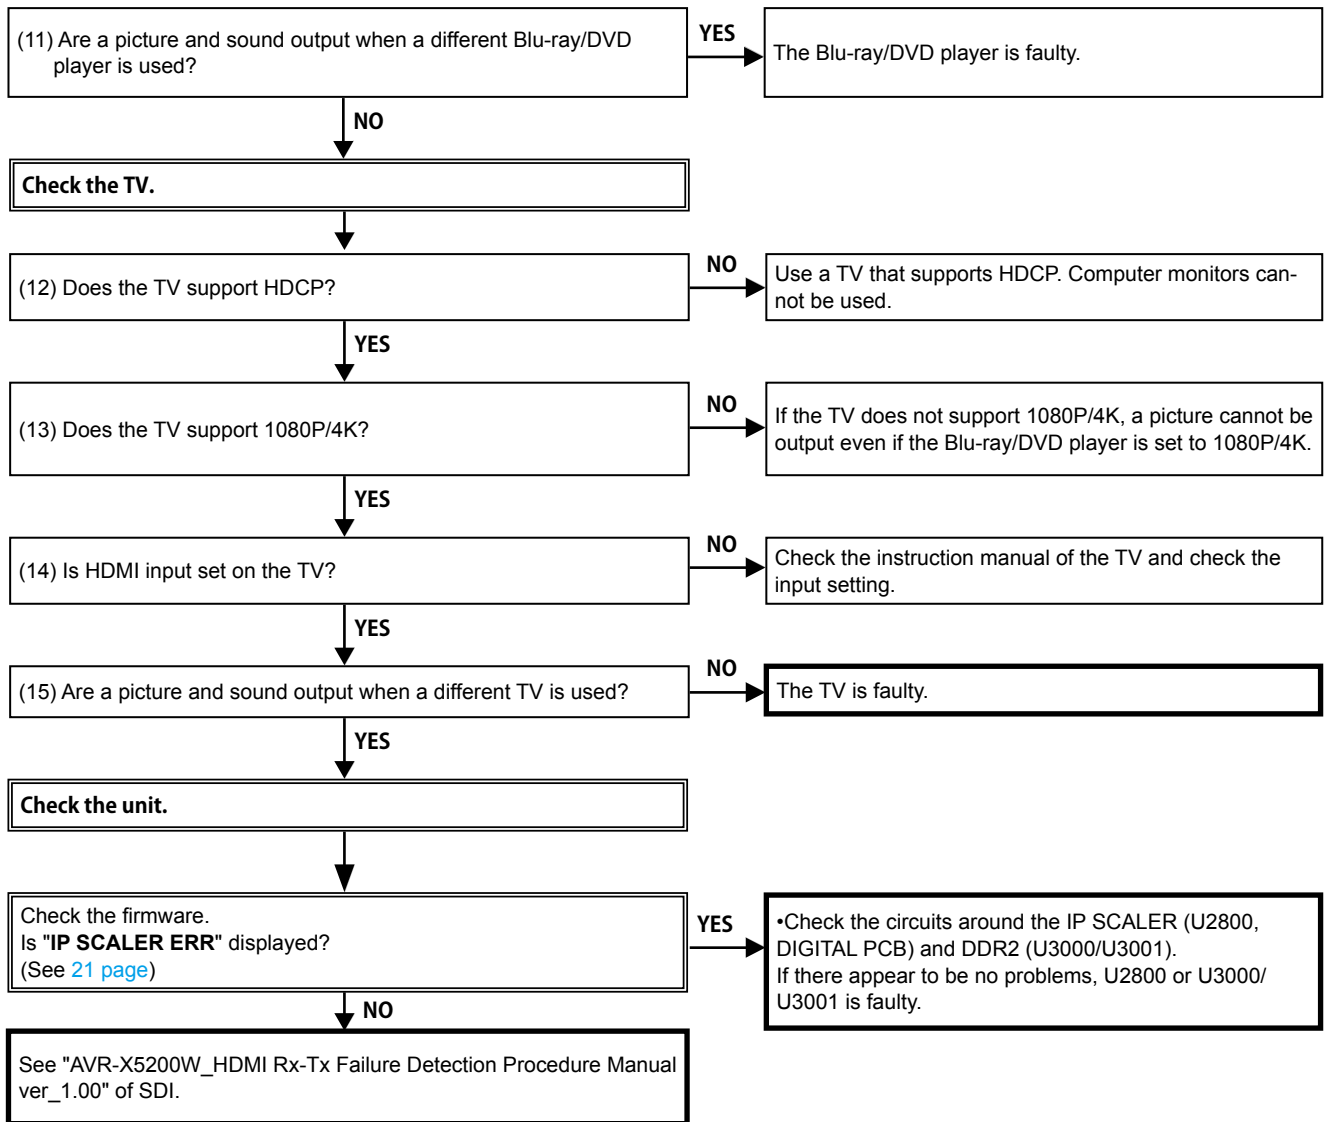 (11) Are a picture and sound output when a different Blu-ray/DVD
player is used?
YES
The Blu-ray/DVD player is faulty.
NO
Check the TV.
(12) Does the TV support HDCP?
NO
Use a TV that supports HDCP. Computer monitors can-
not be used.
YES
(13) Does the TV support 1080P/4K?
NO
If the TV does not support 1080P/4K, a picture cannot be
output even if the Blu-ray/DVD player is set to 1080P/4K.
YES
(14) Is HDMI input set on the TV?
NO
Check the instruction manual of the TV and check the
input setting.
YES
(15) Are a picture and sound output when a different TV is used?
NO
The TV is faulty.
YES
Check the unit.
Check the firmware.
Is "IP SCALER ERR" displayed?
(See 21 page)
YES
•Check the circuits around the IP SCALER (U2800,
DIGITAL PCB) and DDR2 (U3000/U3001).
If there appear to be no problems, U2800 or U3000/
U3001 is faulty.
NO
See "AVR-X5200W_HDMI Rx-Tx Failure Detection Procedure Manual
ver_1.00" of SDI.